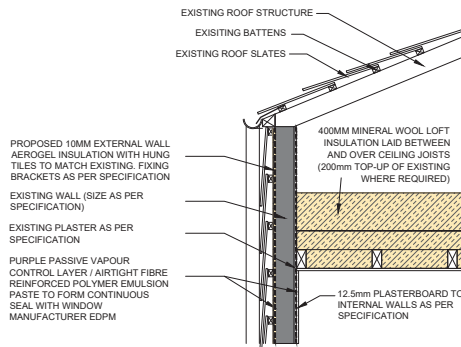 EXISTING ROOF STRUCTURE
EXISITING BATTENS
EXISTING ROOF SLATES
PROPOSED 10MM EXTERNAL WALL
AEROGEL INSULATION WITH HUNG
TILES TO MATCH EXISTING. FIXING
BRACKETS AS PER SPECIFICATION
EXISTING WALL (SIZE AS PER
SPECIFICATION)
EXISTING PLASTER AS PER
SPECIFICATION
PURPLE PASSIVE VAPOUR
CONTROL LAYER / AIRTIGHT FIBRE
REINFORCED POLYMER EMULSION
PASTE TO FORM CONTINUOUS
SEAL WITH WINDOW
MANUFACTURER EDPM
400MM MINERAL WOOL LOFT
INSULATION LAID BETWEEN
AND OVER CEILING JOISTS
(200mm TOP-UP OF EXISTING
WHERE REQUIRED)
12.5mm PLASTERBOARD TO
INTERNAL WALLS AS PER
SPECIFICATION